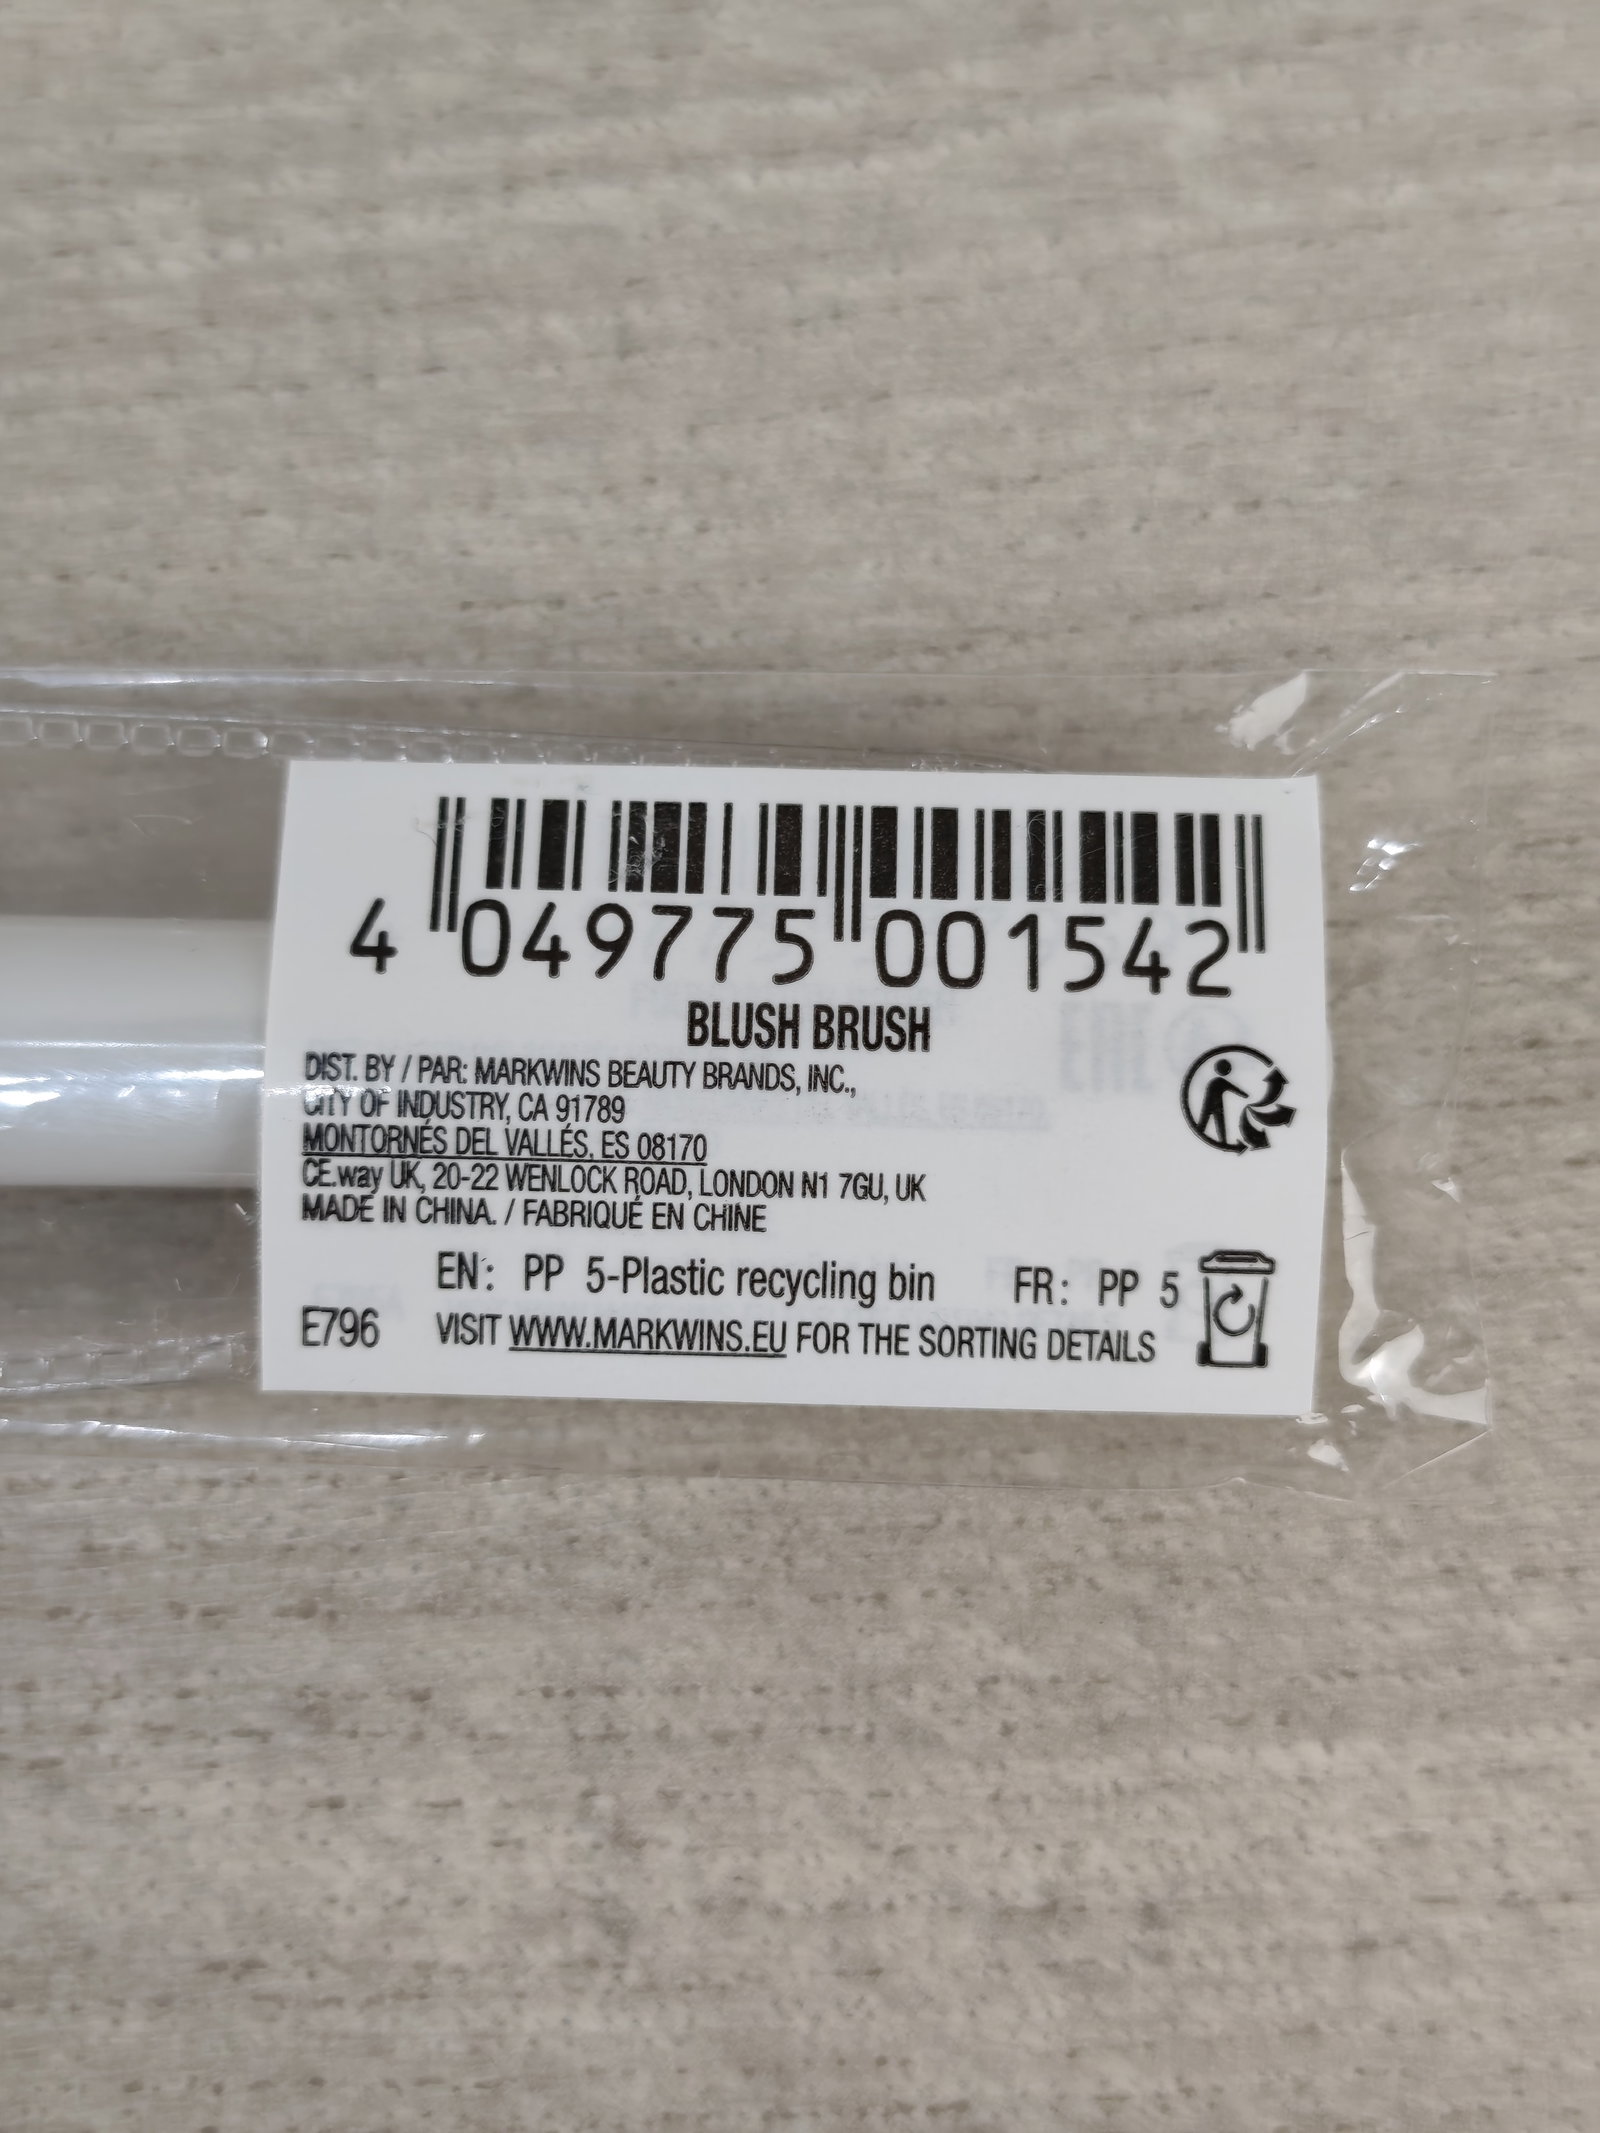 4 049775 001542
BLUSH BRUSH
DIST. BY / PAR: MARKWINS BEAUTY BRANDS, INC.,
CITY OF INDUSTRY, CA 91789
MONTORNÉS DEL VALLÉS, ES 08170
CE.way UK, 20-22 WENLOCK ROAD, LONDON N1 7GU, UK
MADE IN CHINA. / FABRIQUÉ EN CHINE
EN: PP 5-Plastic recycling bin FR: PP 5
E796 VISIT WWW.MARKWINS.EU FOR THE SORTING DETAILS